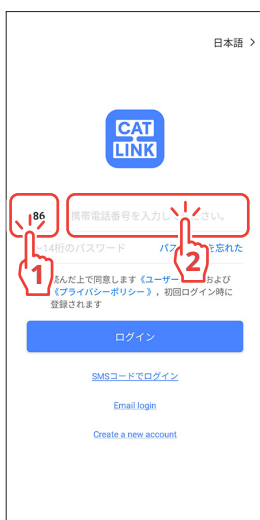 日本語
CAT
LINK
86
携帯電話番号を入力し さい。
-14桁のパスワード パス を忘れた
読んだ上で同意します《ユーザー および
《プライバシーポリシー 》，初回ログイン時に
登録されます
1
2
ログイン
SMSコードでログイン
Email login
Create a new account